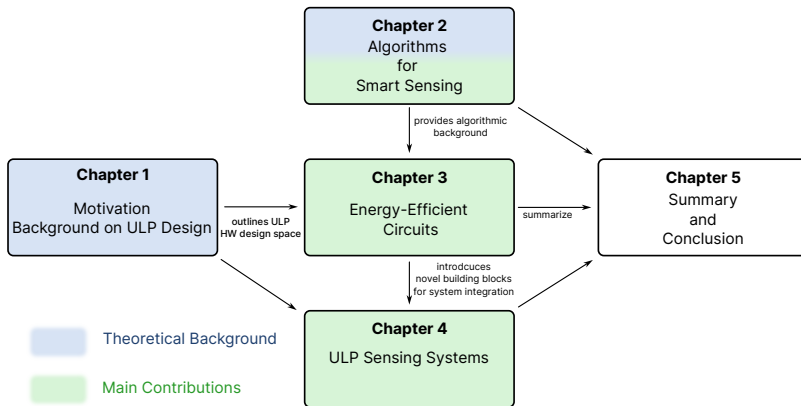 Chapter 2
Algorithms
for
Smart Sensing
provides algorithmic
background
Chapter 1
Motivation
Background on ULP Design
outlines ULP
HW design space
Chapter 3
Energy-Efficient
Circuits
summarize
Chapter 5
Summary
and
Conclusion
introdcuces
novel building blocks
for system integration
Chapter 4
ULP Sensing Systems
Theoretical Background
Main Contributions